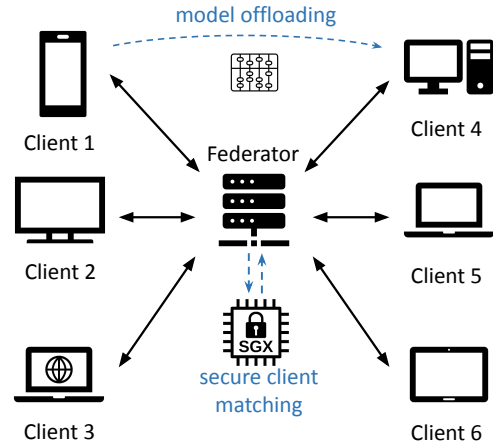 model offloading
Client 1
Client 4
Federator
Client 2
Client 5
SGX
secure client
matching
Client 3
Client 6